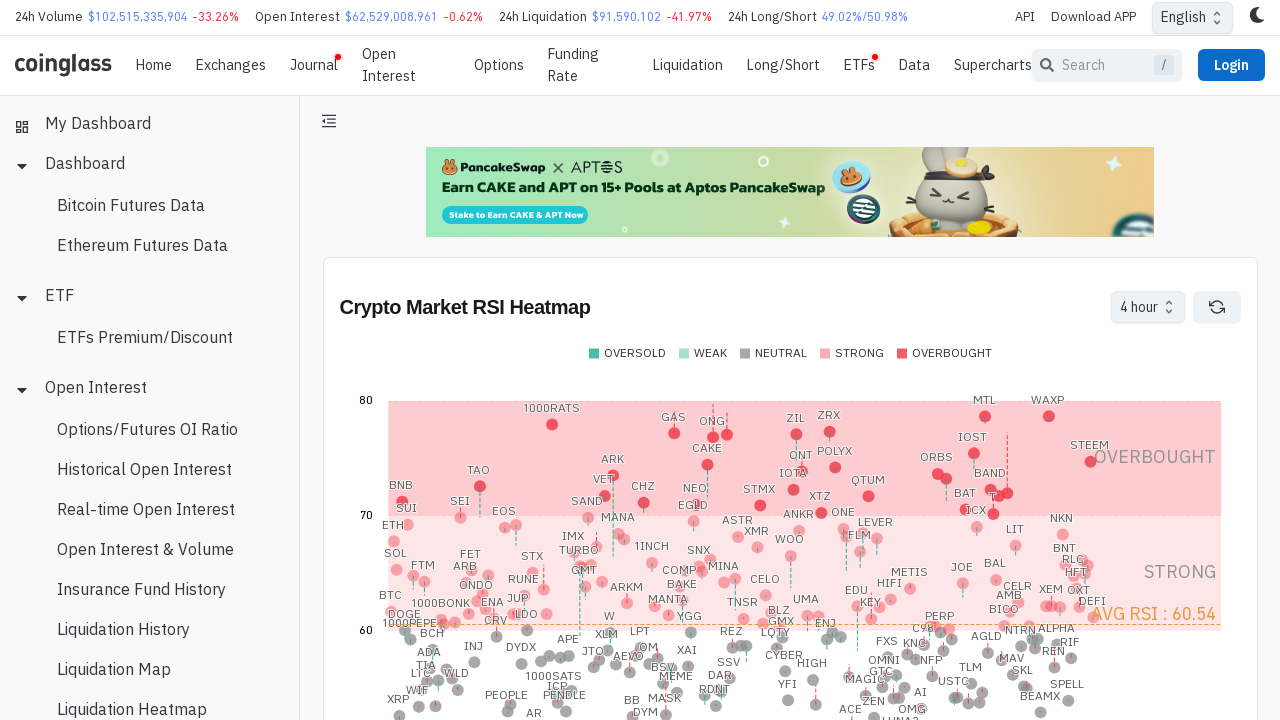 24h Volume $102,515,335,904 -33.26% Open Interest $62,529,008,961 -0.62% 24h Liquidation $91,590,102 -41.97% 24h Long/Short 49.02%/50.98% API Download APP English
coinglass Home Exchanges Journal Open Interest Options Funding Rate Liquidation Long/Short ETFs Data Supercharts Search / Login
My Dashboard
Dashboard
Bitcoin Futures Data
Ethereum Futures Data
ETF
ETFs Premium/Discount
Open Interest
Options/Futures OI Ratio
Historical Open Interest
Real-time Open Interest
Open Interest & Volume
Insurance Fund History
Liquidation History
Liquidation Map
Liquidation Heatmap
PancakeSwap × APTOS
Earn CAKE and APT on 15+ Pools at Aptos PancakeSwap
Stake to Earn CAKE & APT Now
Crypto Market RSI Heatmap 4 hour
OVERSOLD WEAK NEUTRAL STRONG OVERBOUGHT
80
MTL WAXP
1000RATS
GAS ONG ZIL ZRX
IOST
STEEM
CAKE ONT POLYX
OVERBOUGHT
ARK ORBS
TAO VET IOTA QTUM BAND
BNB CHZ NEO STMX XTZ BAT
SUI SEI SAND EGLD
70
EOS MANA ANKR ONE ICX
ETH ASTR LEVER NKN
IMX XMR WOO FLM LIT
SOL FET STX TURBO 1INCH SNX BNT
FTM ARB GMT COMP MINA JOE BAL RLC
STRONG
ONDO RUNE ARKM BAKE CELO METIS HFT
BTC 1000BONK ENA JUP MANTA TNSR UMA EDU HIFI CELR XEM OXT
DOGE LDO YGG BLZ KEY AMB DEFI
1000PEPE CRV W GMX ENJ PERP BICO
AVG RSI : 60.54
60
BCH APE XLM LPT REZ LQTY C98 AGLD NTRN ALPHA
ADA INJ DYDX JTO AEVO OM XAI CYBER FXS KNC REN RIF
TIA SSV HIGH OMNI NFP MAV
LTC WLD 1000SATS BSV MEME DAR CTC TLM SKL
WIF ICP RDNT YFI MAGIC USTC SPELL
XRP PEOPLE PENDLE BB MASK ZEN AI BEAMX
AR DYM ACE OMG
LUNA2